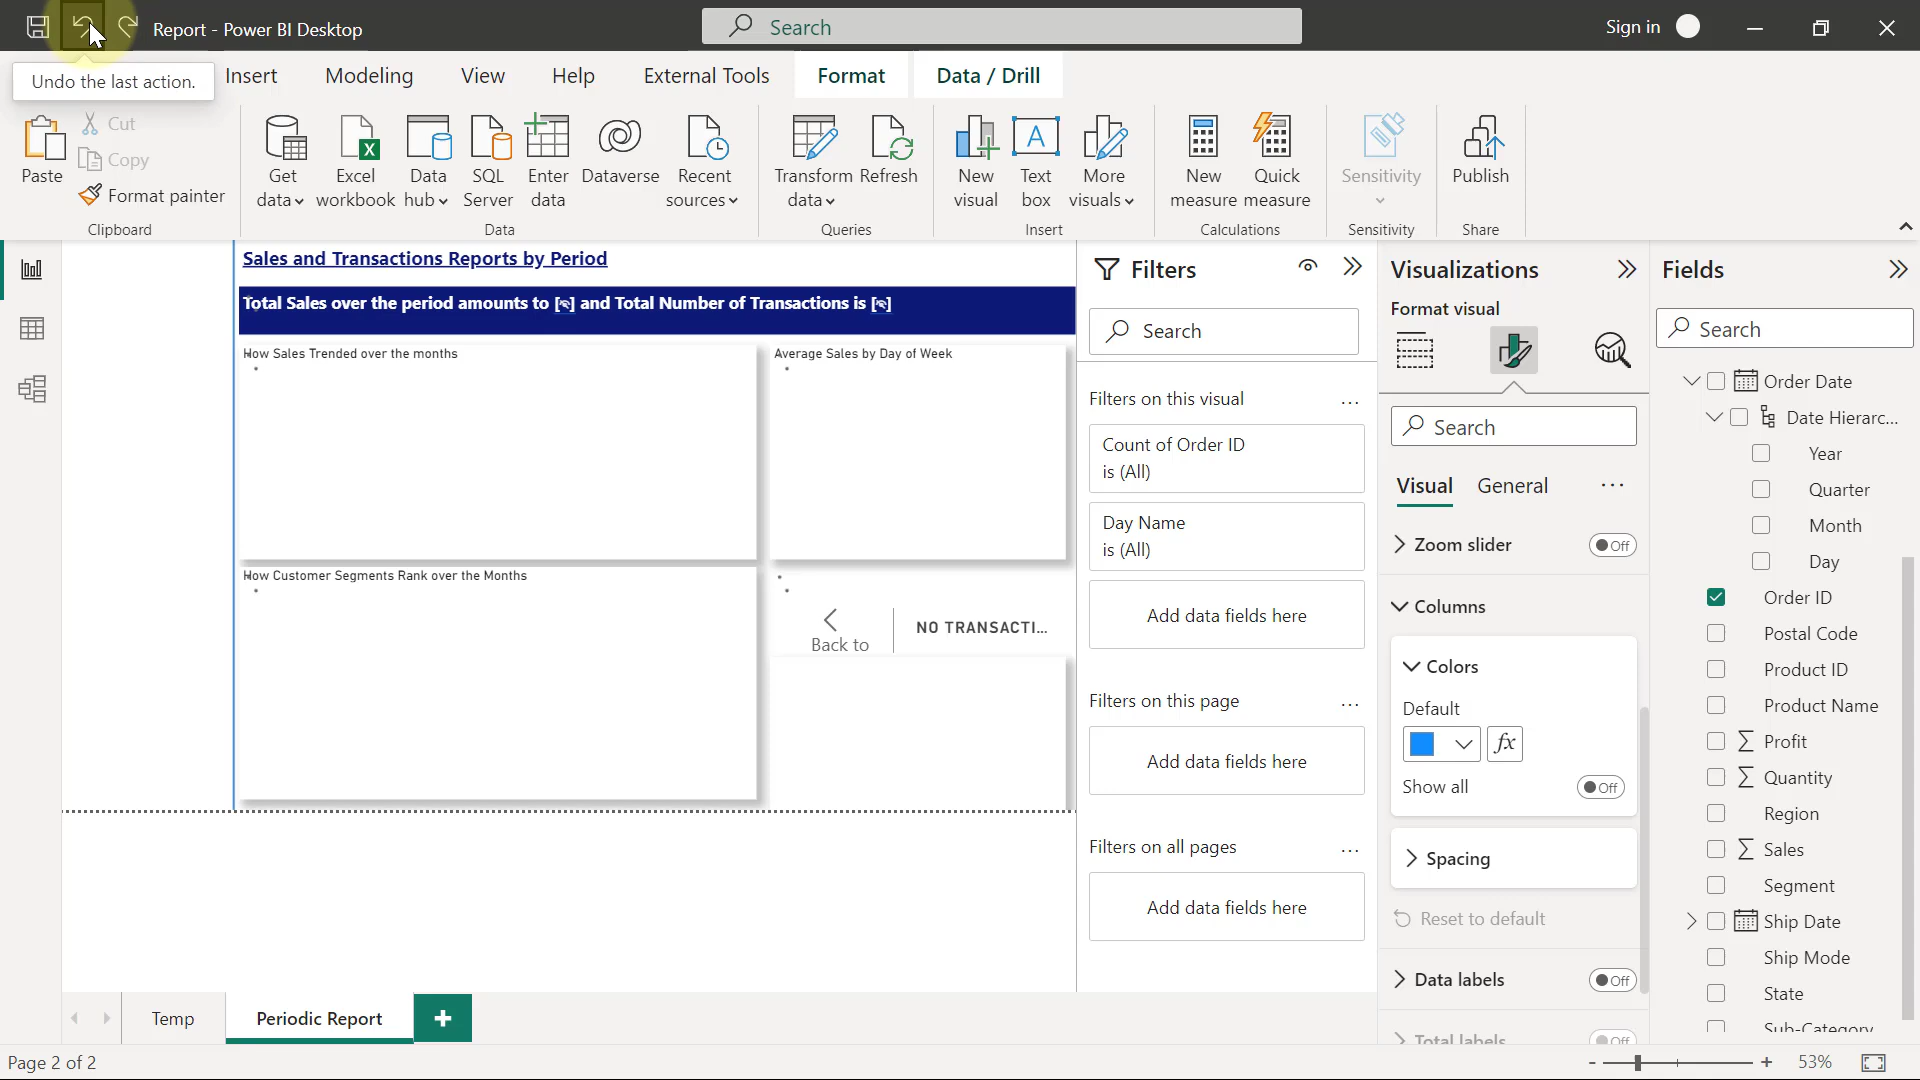 Report - Power BI Desktop
Search
Sign in
Undo the last action.
Insert
Modeling
View
Help
External Tools
Format
Data / Drill
Paste
Cut
Copy
Format painter
Clipboard
Get data
Excel workbook
Data hub
SQL Server
Enter data
Dataverse
Recent sources
Data
Transform data
Refresh
Queries
New visual
Text box
More visuals
Insert
New measure
Quick measure
Calculations
Sensitivity
Sensitivity
Publish
Share
Sales and Transactions Reports by Period
Total Sales over the period amounts to [ ] and Total Number of Transactions is [ ]
How Sales Trended over the months
Average Sales by Day of Week
How Customer Segments Rank over the Months
Back to
NO TRANSACTI...
Filters
Search
Filters on this visual
...
Count of Order ID
is (All)
Day Name
is (All)
Add data fields here
Filters on this page
...
Add data fields here
Filters on all pages
...
Add data fields here
Visualizations
Format visual
Search
Visual
General
...
Zoom slider
Off
Columns
Colors
Default
fx
Show all
Off
Spacing
Reset to default
Data labels
Off
Total labels
Off
Fields
Search
Order Date
Date Hierarc...
Year
Quarter
Month
Day
Order ID
Postal Code
Product ID
Product Name
Profit
Quantity
Region
Sales
Segment
Ship Date
Ship Mode
State
Sub-Category
Temp
Periodic Report
Page 2 of 2
53%